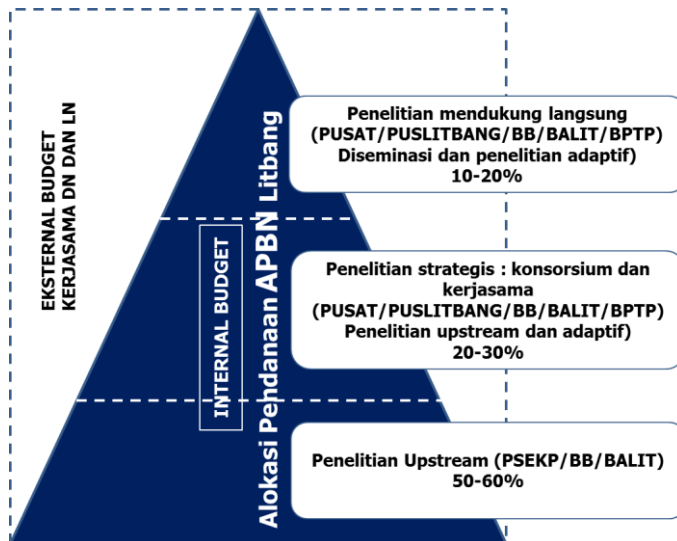 EKSTERNAL BUDGET
KERJASAMA DN DAN LN
INTERNAL BUDGET
Alokasi Pendanaan APBN Litbang
Penelitian mendukung langsung
(PUSAT/PUSLITBANG/BB/BALIT/BPTP)
Diseminasi dan penelitian adaptif)
10-20%
Penelitian strategis : konsorsium dan
kerjasama
(PUSAT/PUSLITBANG/BB/BALIT/BPTP)
Penelitian upstream dan adaptif)
20-30%
Penelitian Upstream (PSEKP/BB/BALIT)
50-60%